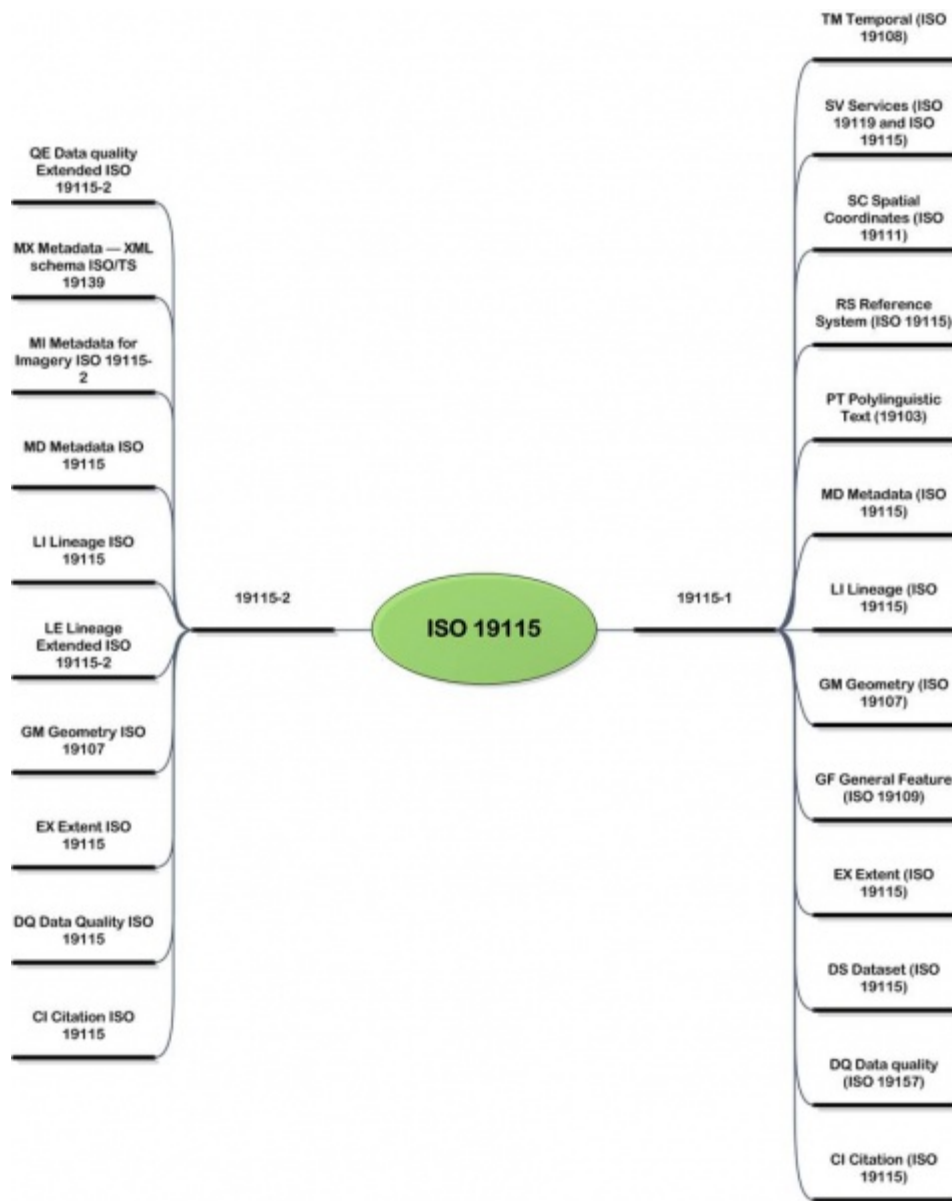 QE Data quality
Extended ISO
19115-2
MX Metadata — XML
schema ISO/TS
19139
MI Metadata for
Imagery ISO 19115-
2
MD Metadata ISO
19115
LI Lineage ISO
19115
LE Lineage
Extended ISO
19115-2
GM Geometry ISO
19107
EX Extent ISO
19115
DQ Data Quality ISO
19115
CI Citation ISO
19115
19115-2
ISO 19115
19115-1
TM Temporal (ISO
19108)
SV Services (ISO
19119 and ISO
19115)
SC Spatial
Coordinates (ISO
19111)
RS Reference
System (ISO 19115)
PT Polylinguistic
Text (19103)
MD Metadata (ISO
19115)
LI Lineage (ISO
19115)
GM Geometry (ISO
19107)
GF General Feature
(ISO 19109)
EX Extent (ISO
19115)
DS Dataset (ISO
19115)
DQ Data quality
(ISO 19157)
CI Citation (ISO
19115)